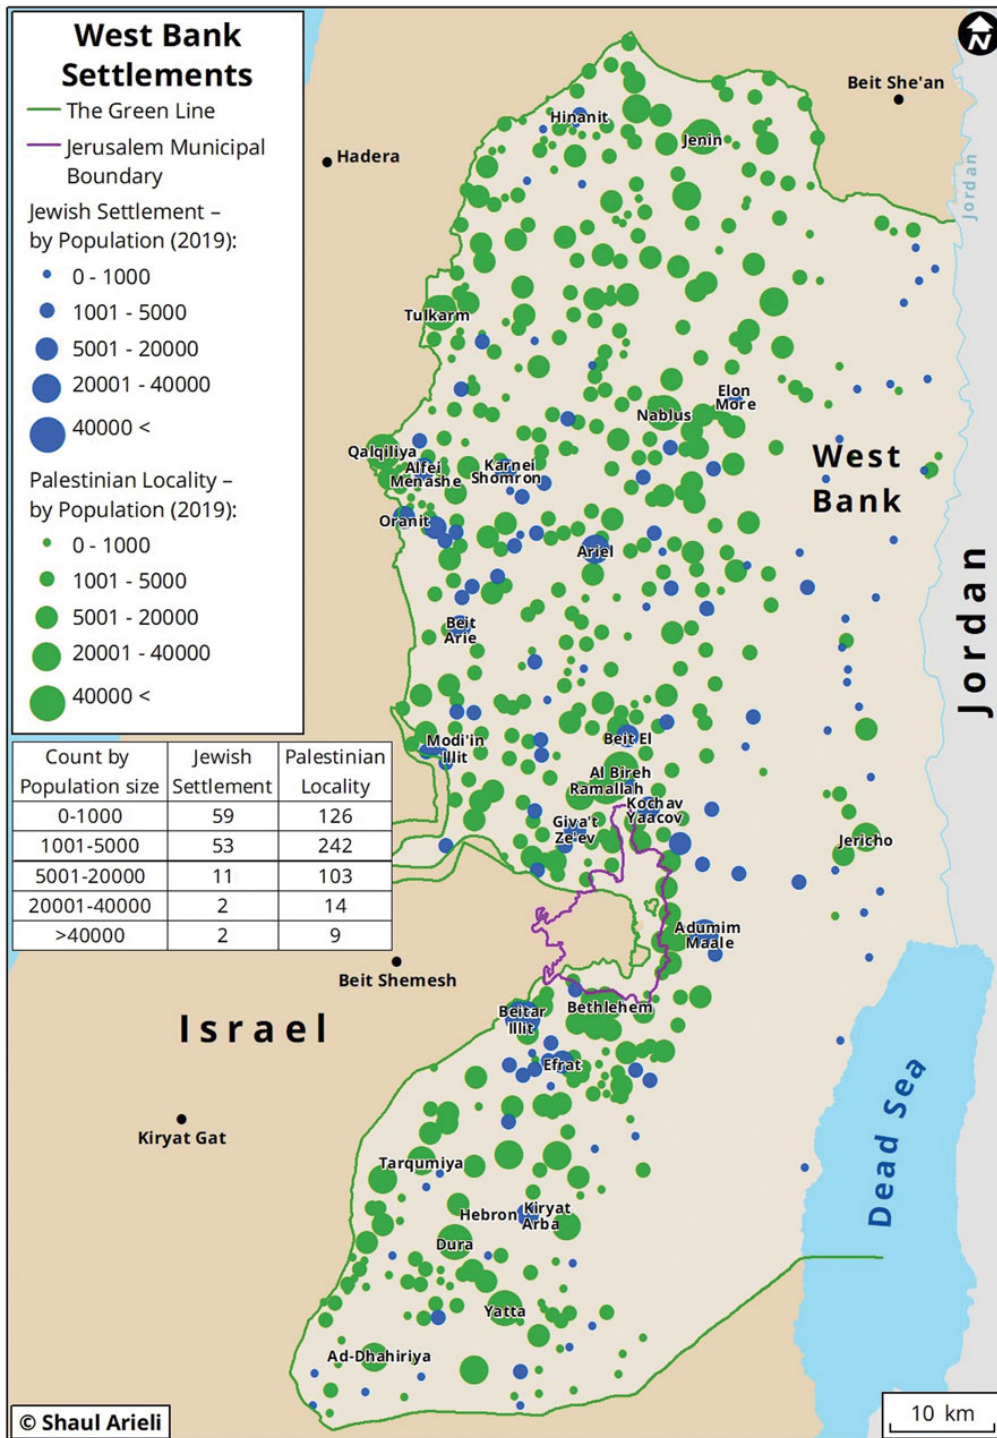 West Bank
Settlements
The Green Line
Jerusalem Municipal
Boundary
Jewish Settlement –
by Population (2019):
0 - 1000
1001 - 5000
5001 - 20000
20001 - 40000
40000 <
Palestinian Locality –
by Population (2019):
0 - 1000
1001 - 5000
5001 - 20000
20001 - 40000
40000 <
Count by Population size Jewish Settlement Palestinian Locality
0-1000 59 126
1001-5000 53 242
5001-20000 11 103
20001-40000 2 14
>40000 2 9
N
Beit She'an
Hadera
Hinanit
Jenin
Jordan
Tulkarm
Elon
More
Nablus
Qalqiliya
Alfei
Menashe
Karnei
Shomron
West
Bank
Oranit
Ariel
Jordan
Beit
Arie
Modi'in
Illit
Beit El
Al Bireh
Ramallah
Kochav
Yaacov
Giva't
Ze'ev
Jericho
Adumim
Maale
Beit Shemesh
Israel
Beitar
Illit
Bethlehem
Efrat
Kiryat Gat
Dead Sea
Tarqumiya
Hebron
Kiryat
Arba
Dura
Yatta
Ad-Dhahiriya
© Shaul Arieli
10 km